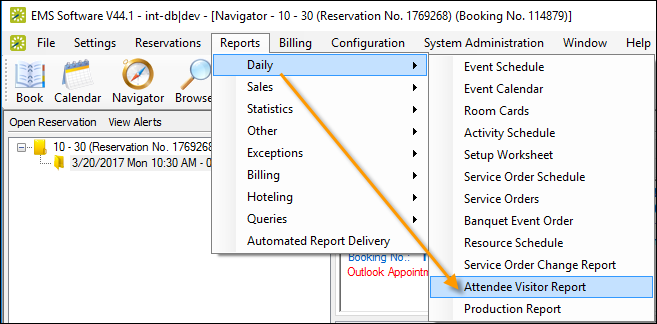 EMS Software V44.1 - int-db|dev - [Navigator - 10 - 30 (Reservation No. 1769268) (Booking No. 114879)]
File Settings Reservations Reports Billing Configuration System Administration Window Help
Book Calendar Navigator Browse
Open Reservation View Alerts
10 - 30 (Reservation No. 1769268)
3/20/2017 Mon 10:30 AM - 0
Daily
Sales
Statistics
Other
Exceptions
Billing
Hoteling
Queries
Automated Report Delivery
Event Schedule
Event Calendar
Room Cards
Activity Schedule
Setup Worksheet
Service Order Schedule
Service Orders
Banquet Event Order
Resource Schedule
Service Order Change Report
Attendee Visitor Report
Production Report
Booking No.: 1
Outlook Appointm